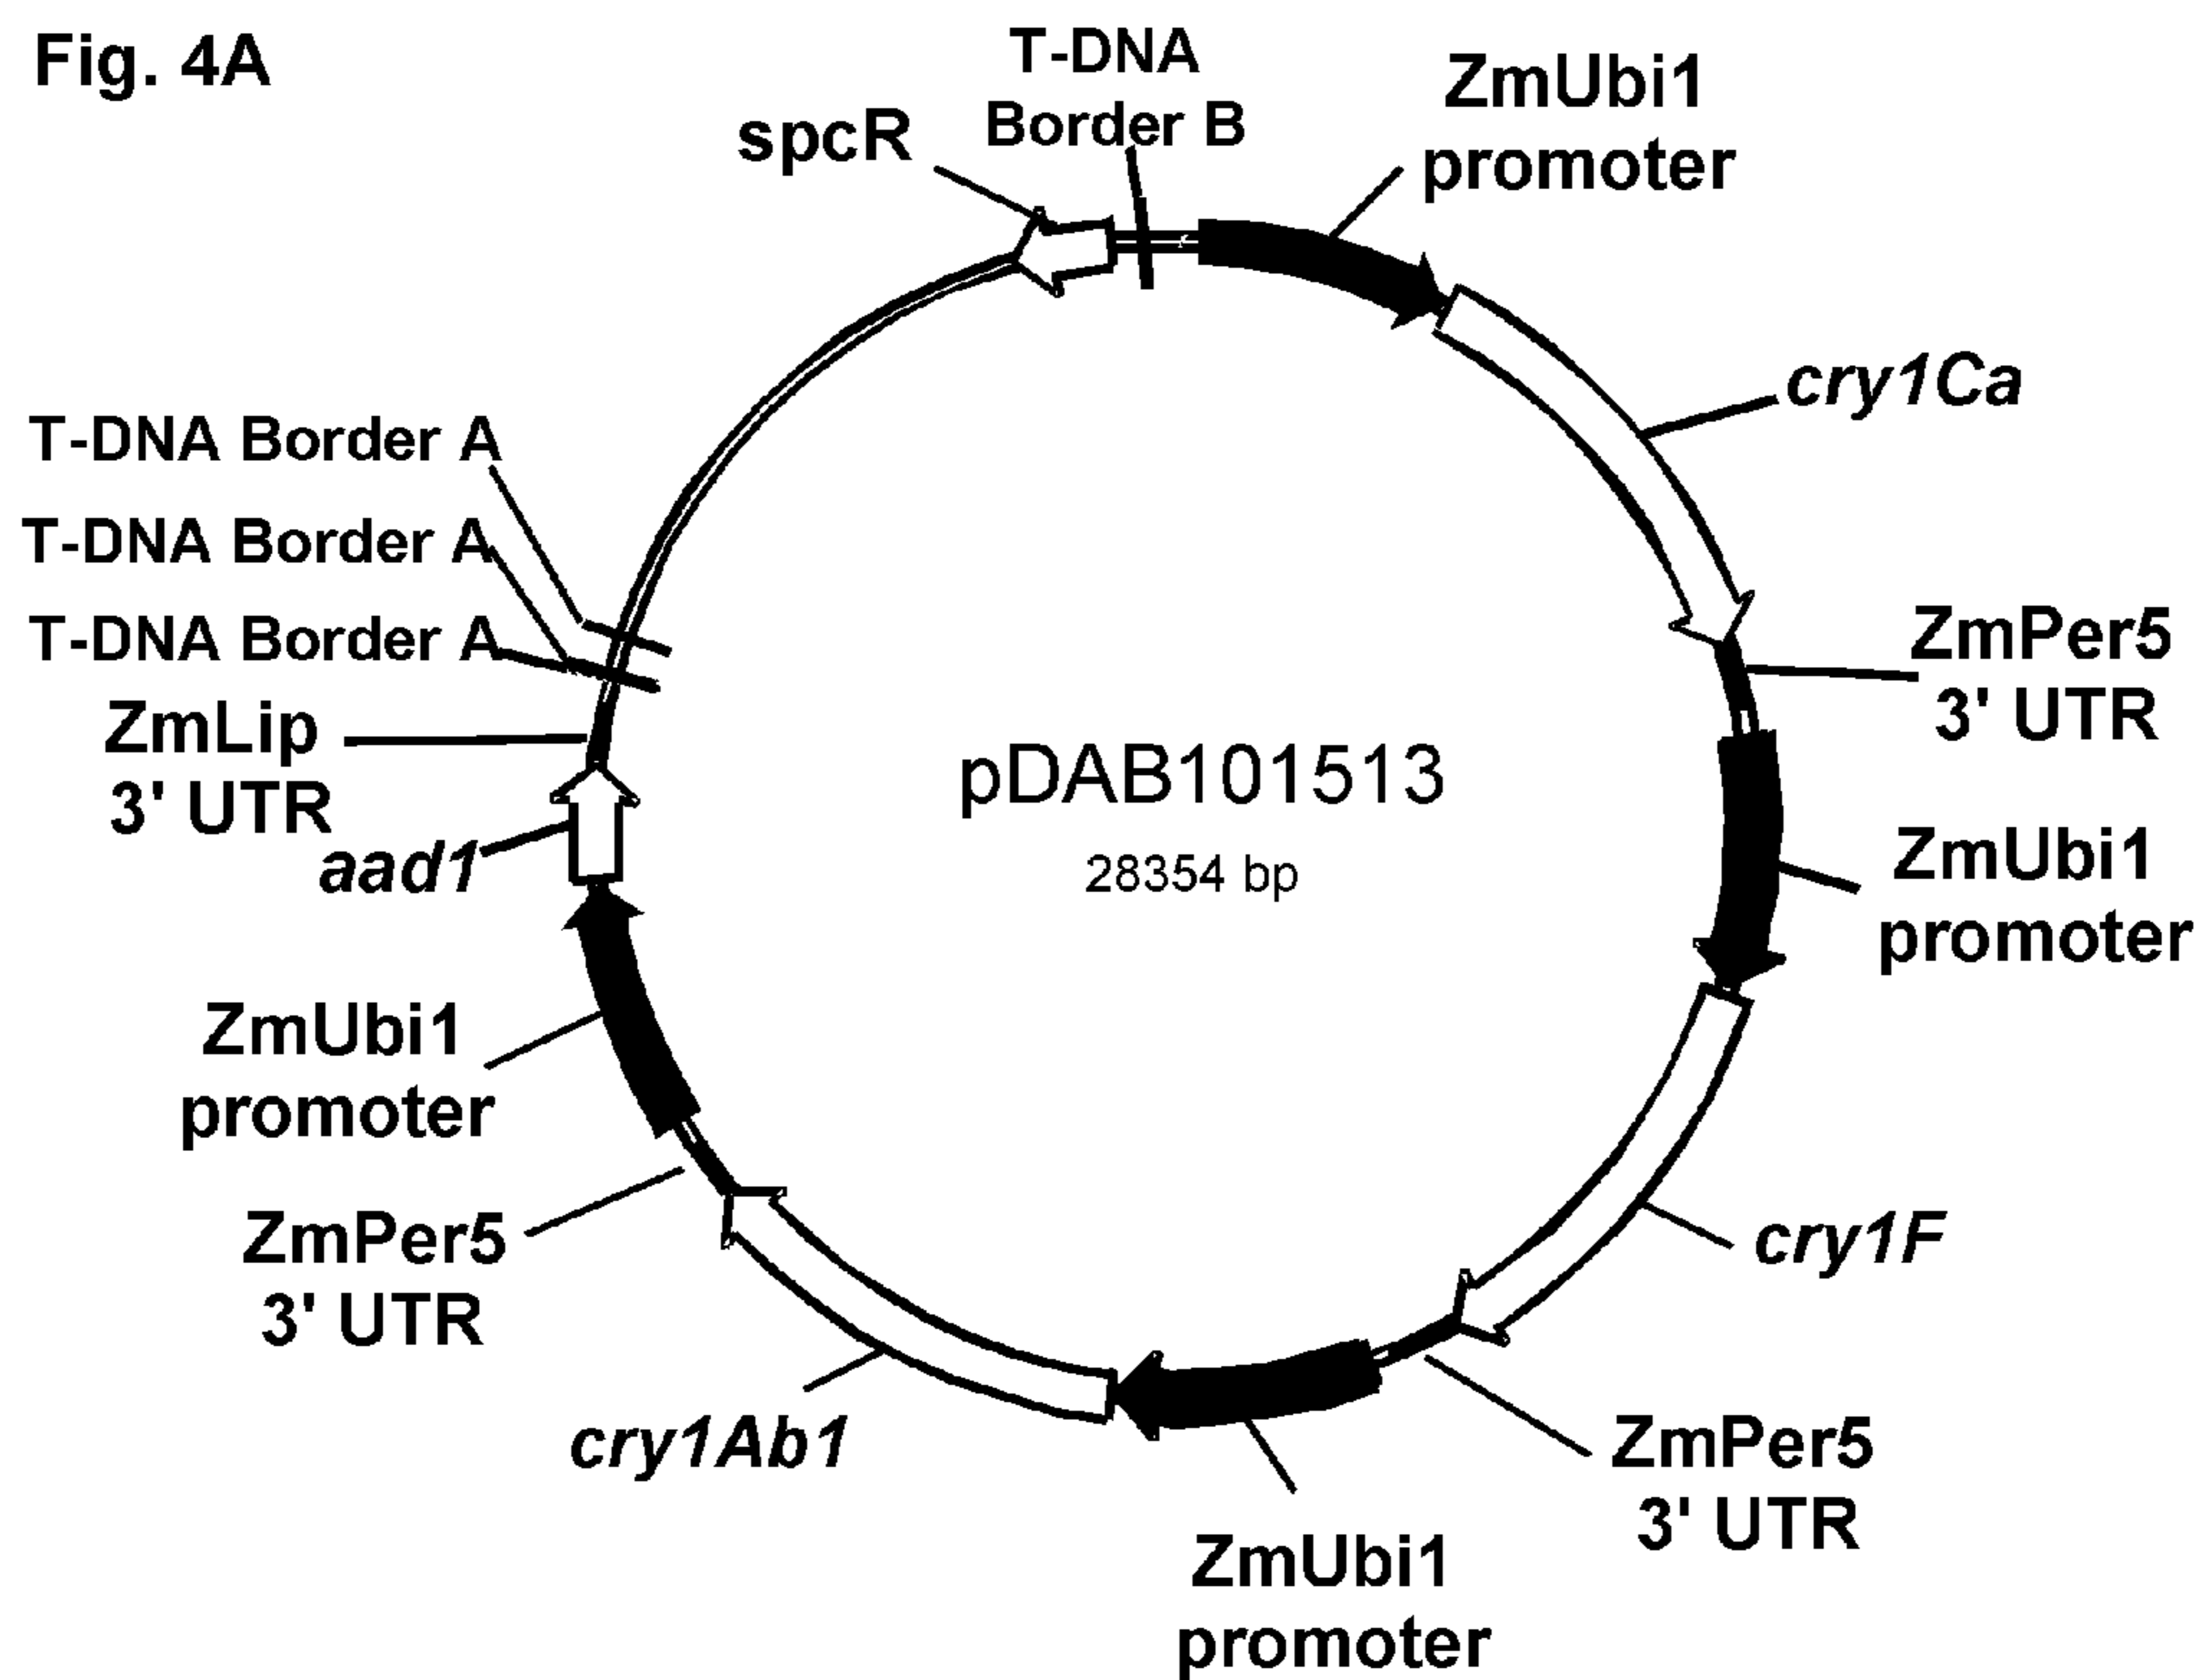 Fig. 4A
T-DNA
Border B
spcR
ZmUbi1
promoter
cry1Ca
ZmPer5
3' UTR
ZmUbi1
promoter
cry1F
ZmPer5
3' UTR
ZmUbi1
promoter
cry1Ab1
ZmPer5
3' UTR
ZmUbi1
promoter
aad1
ZmLip
3' UTR
T-DNA Border A
T-DNA Border A
T-DNA Border A
pDAB101513
28354 bp